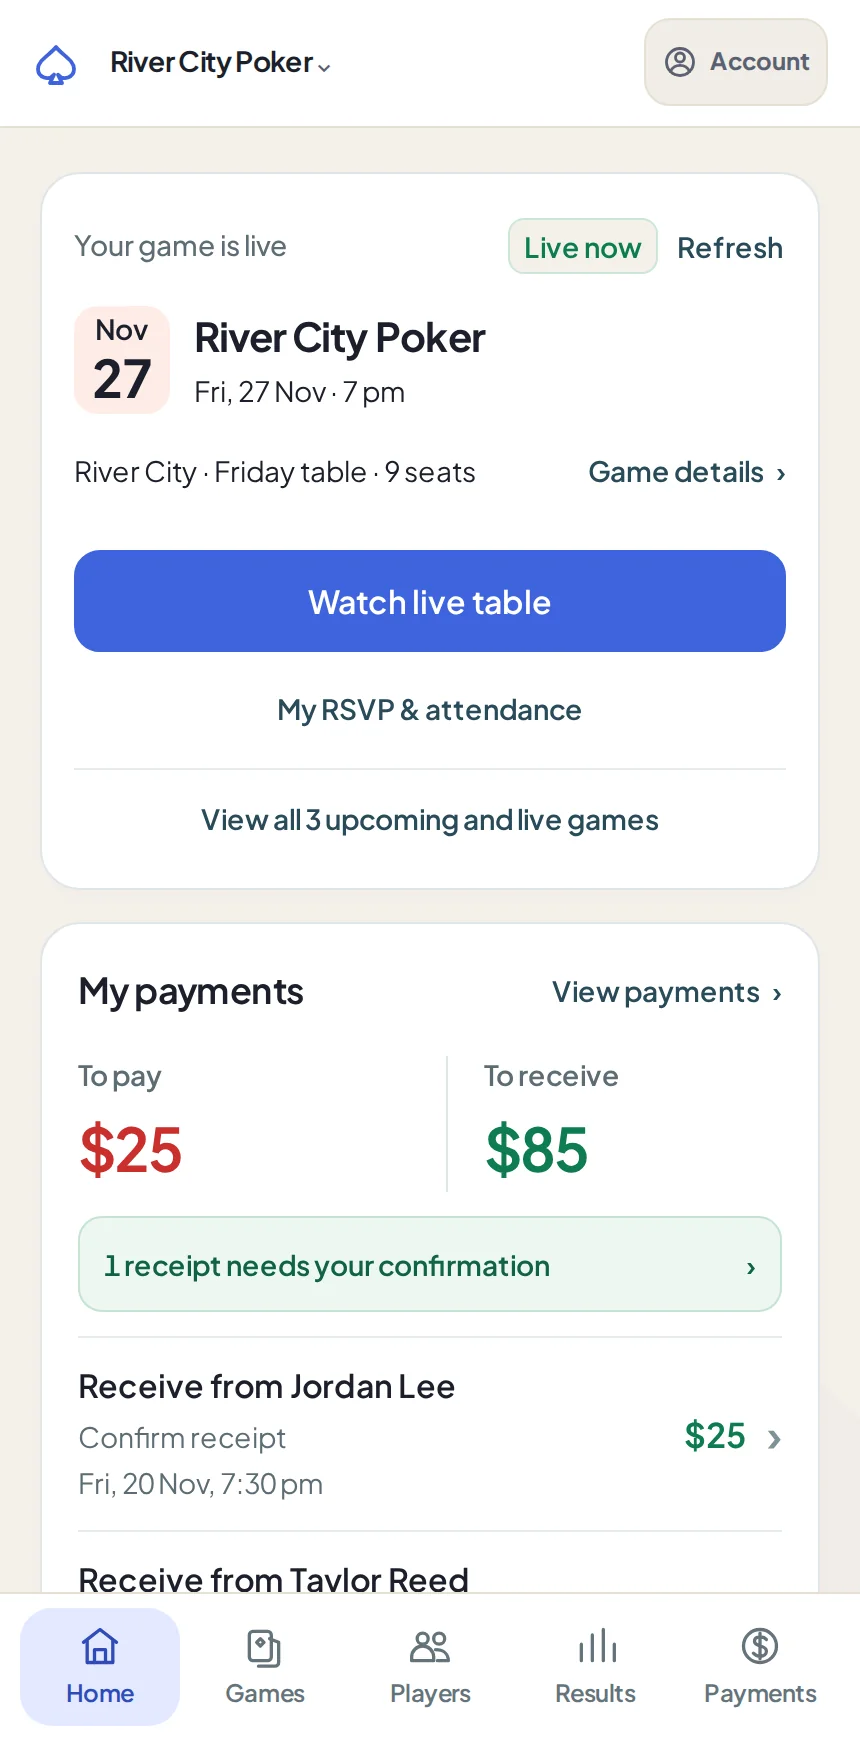 River City Poker
Account
Your game is live
Live now
Refresh
Nov
27
River City Poker
Fri, 27 Nov · 7 pm
River City · Friday table · 9 seats
Game details ›
Watch live table
My RSVP & attendance
View all 3 upcoming and live games
My payments
View payments ›
To pay
To receive
$25
$85
1 receipt needs your confirmation ›
Receive from Jordan Lee
Confirm receipt
$25 ›
Fri, 20 Nov, 7:30 pm
Receive from Taylor Reed
Home
Games
Players
Results
Payments